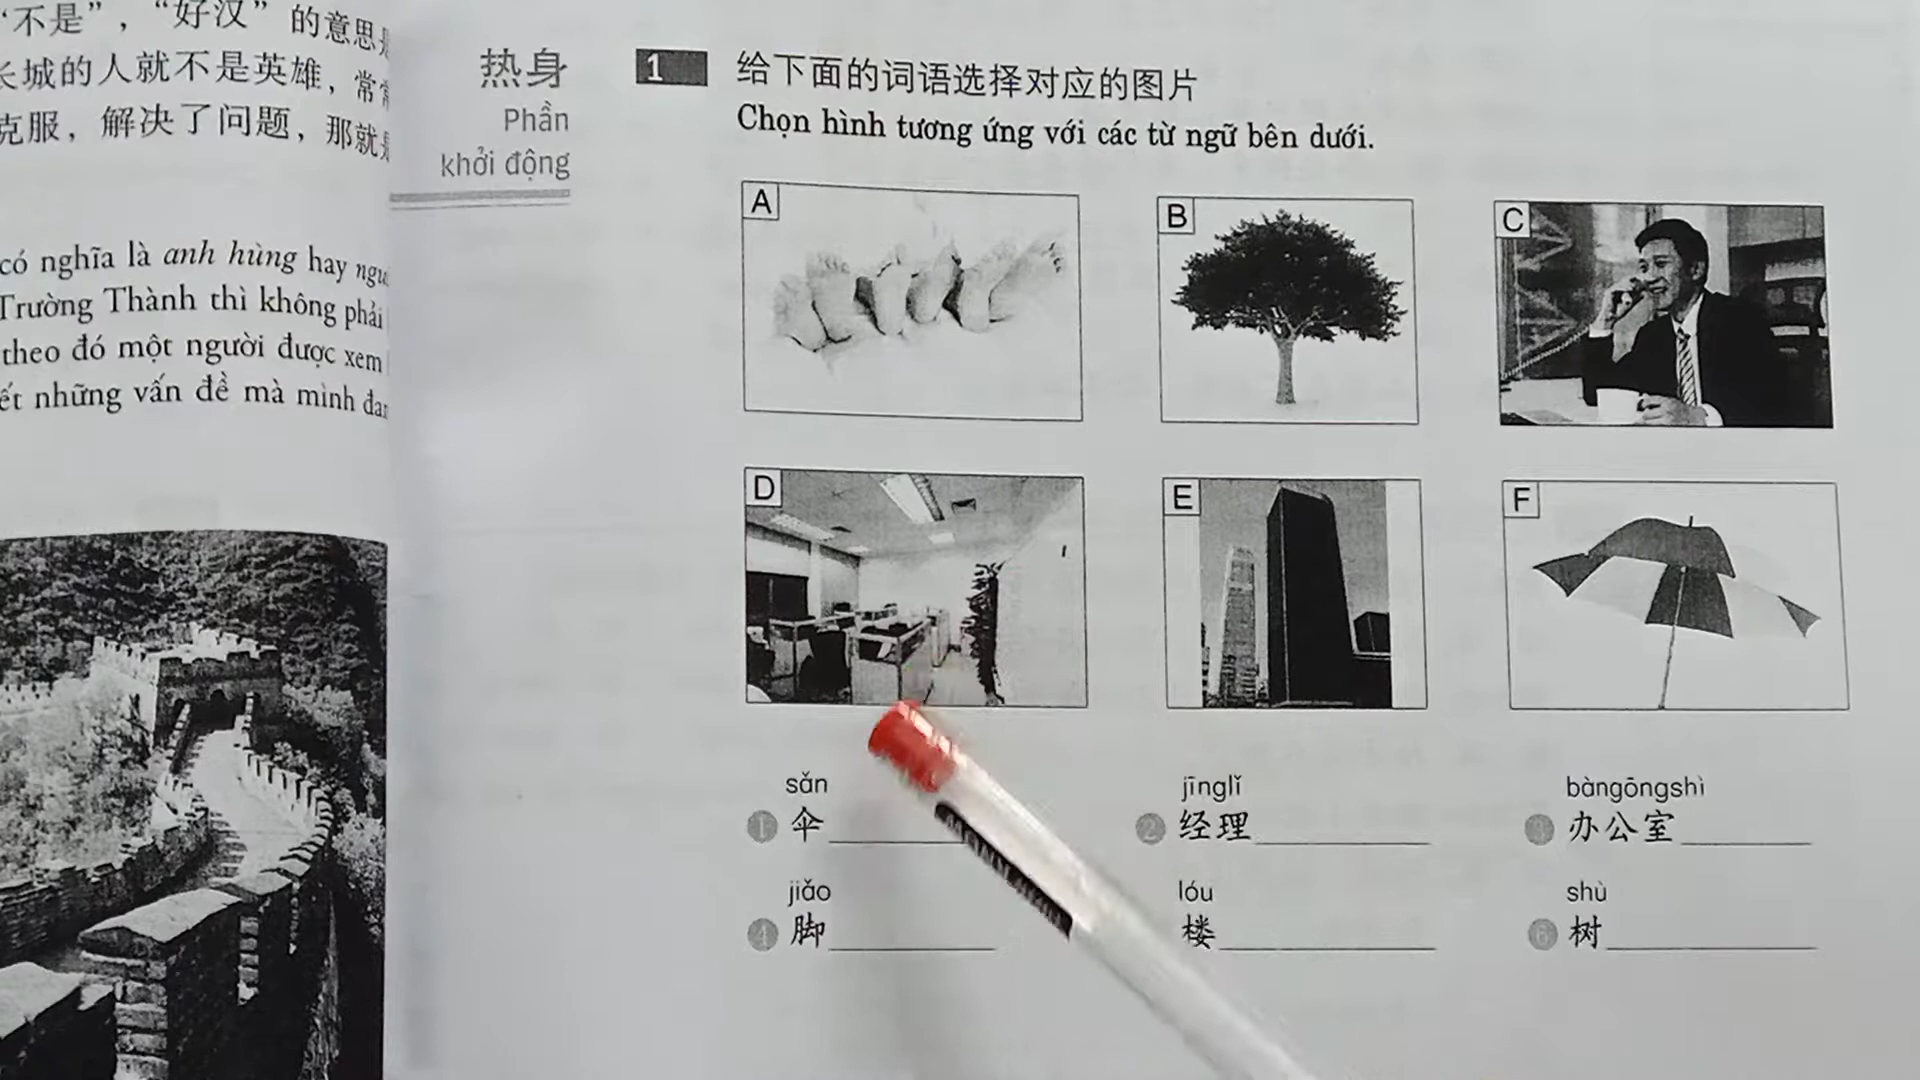 “不是”，“好汉”的意思是
长城的人就不是英雄，常常
克服，解决了问题，那就是
có nghĩa là anh hùng hay
Trường Thành thì không phải
theo đó một người được xem
những vấn đề mà mình
热身
Phần
khởi động
1 给下面的词语选择对应的图片
Chọn hình tương ứng với các từ ngữ bên dưới.
A
B
C
D
E
F
sǎn
1 伞
jīnglǐ
2 经理
bàngōngshì
3 办公室
jiǎo
4 脚
lóu
楼
shù
6 树